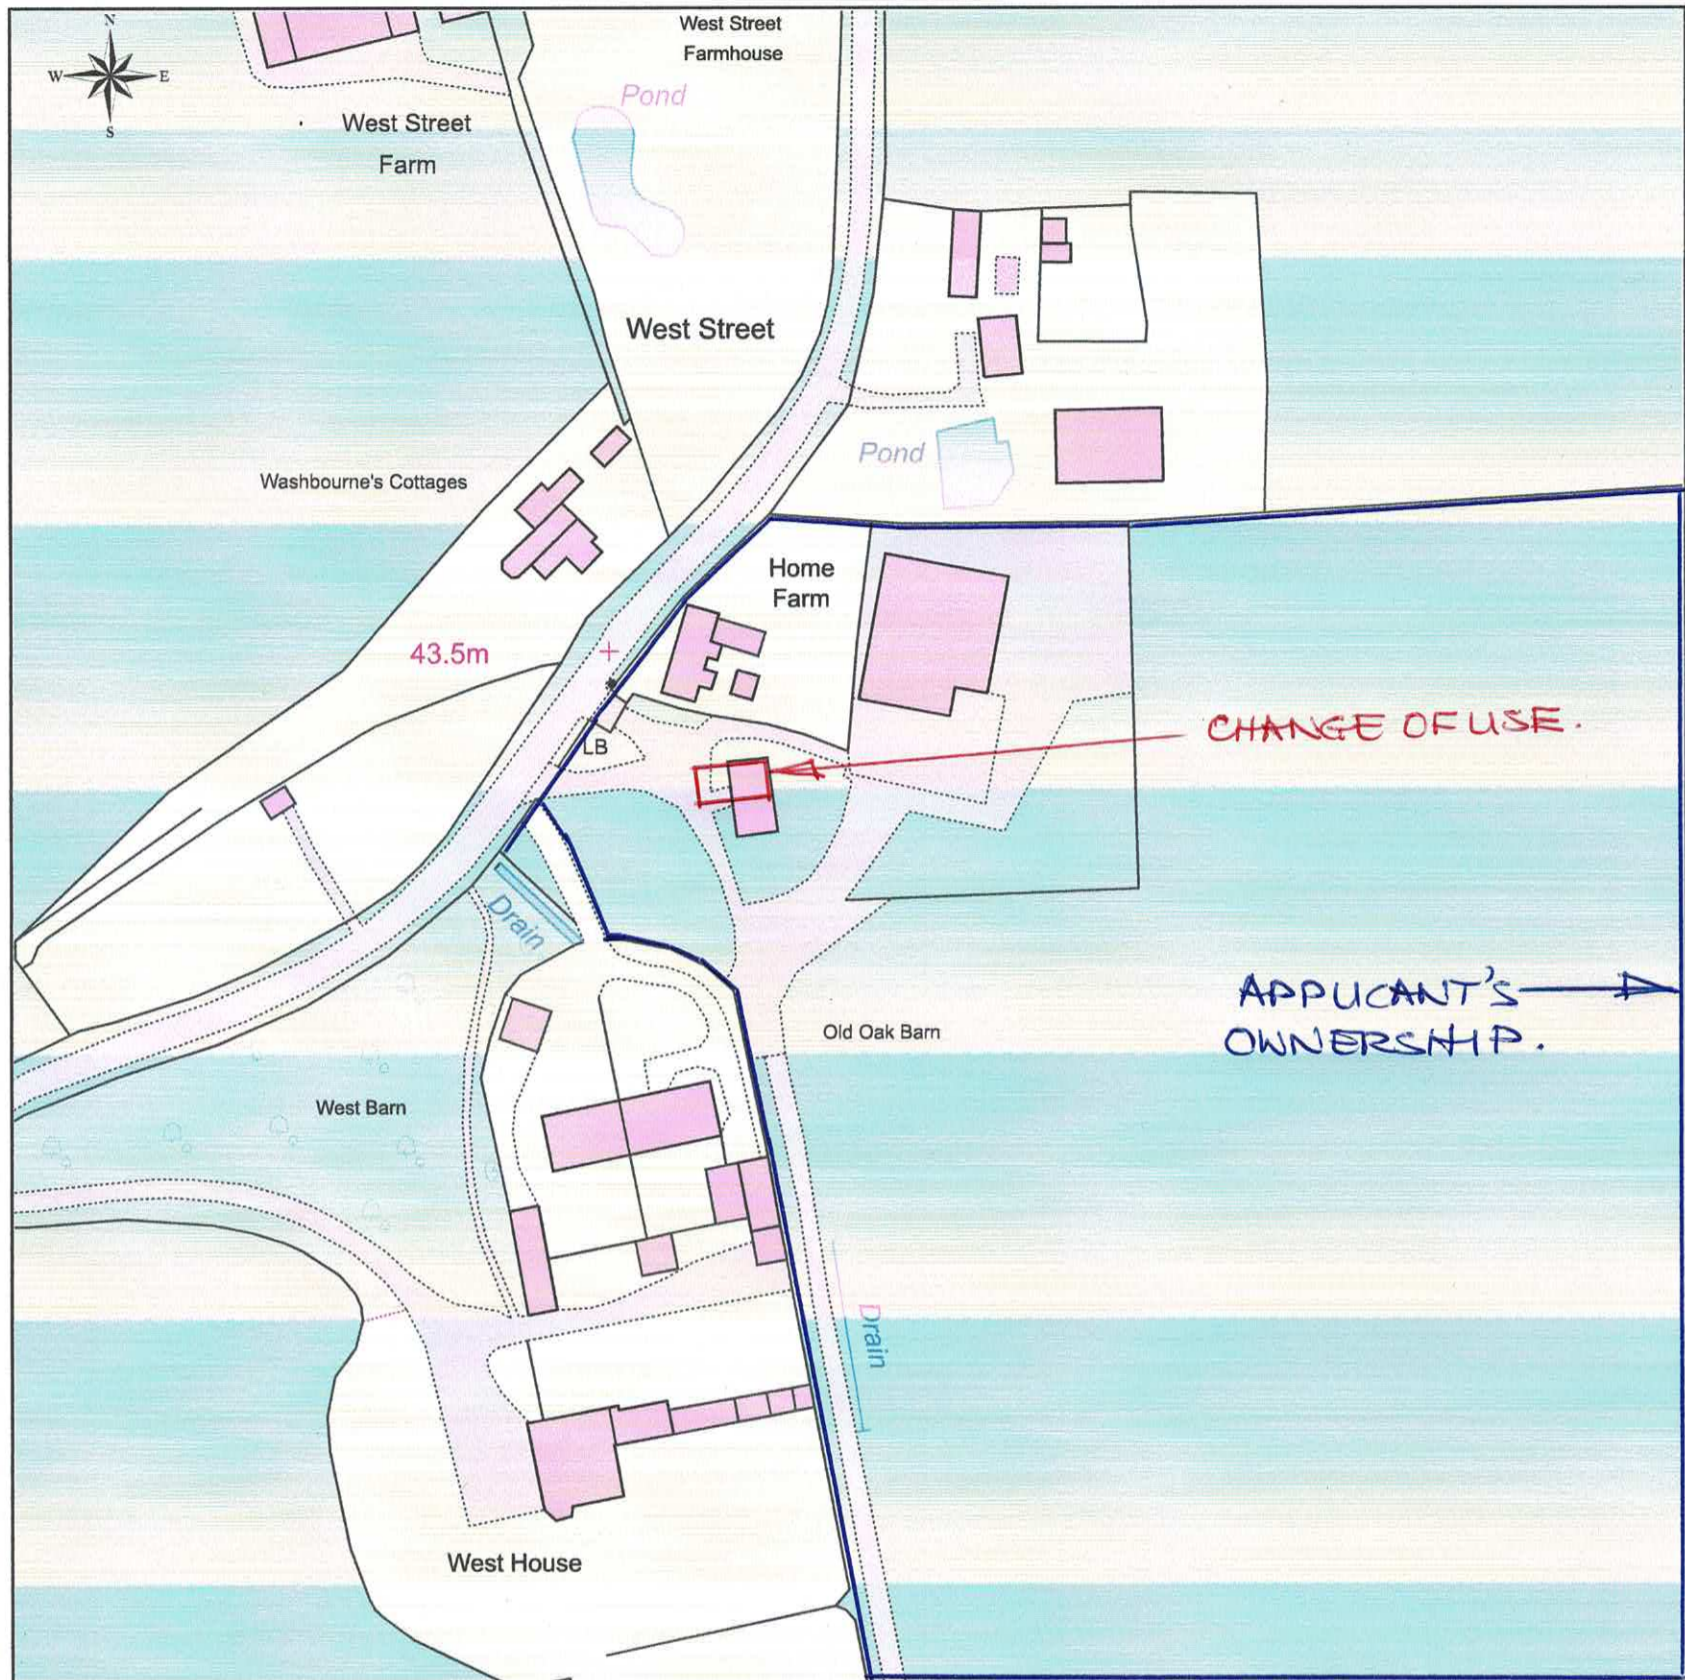 N
W E
S
West Street
Farmhouse
Pond
West Street
Farm
West Street
Pond
Washbourne's Cottages
Home
Farm
43.5m
CHANGE OF USE.
LB
Drain
APPLICANT'S
OWNERSHIP.
Old Oak Barn
West Barn
Drain
West House